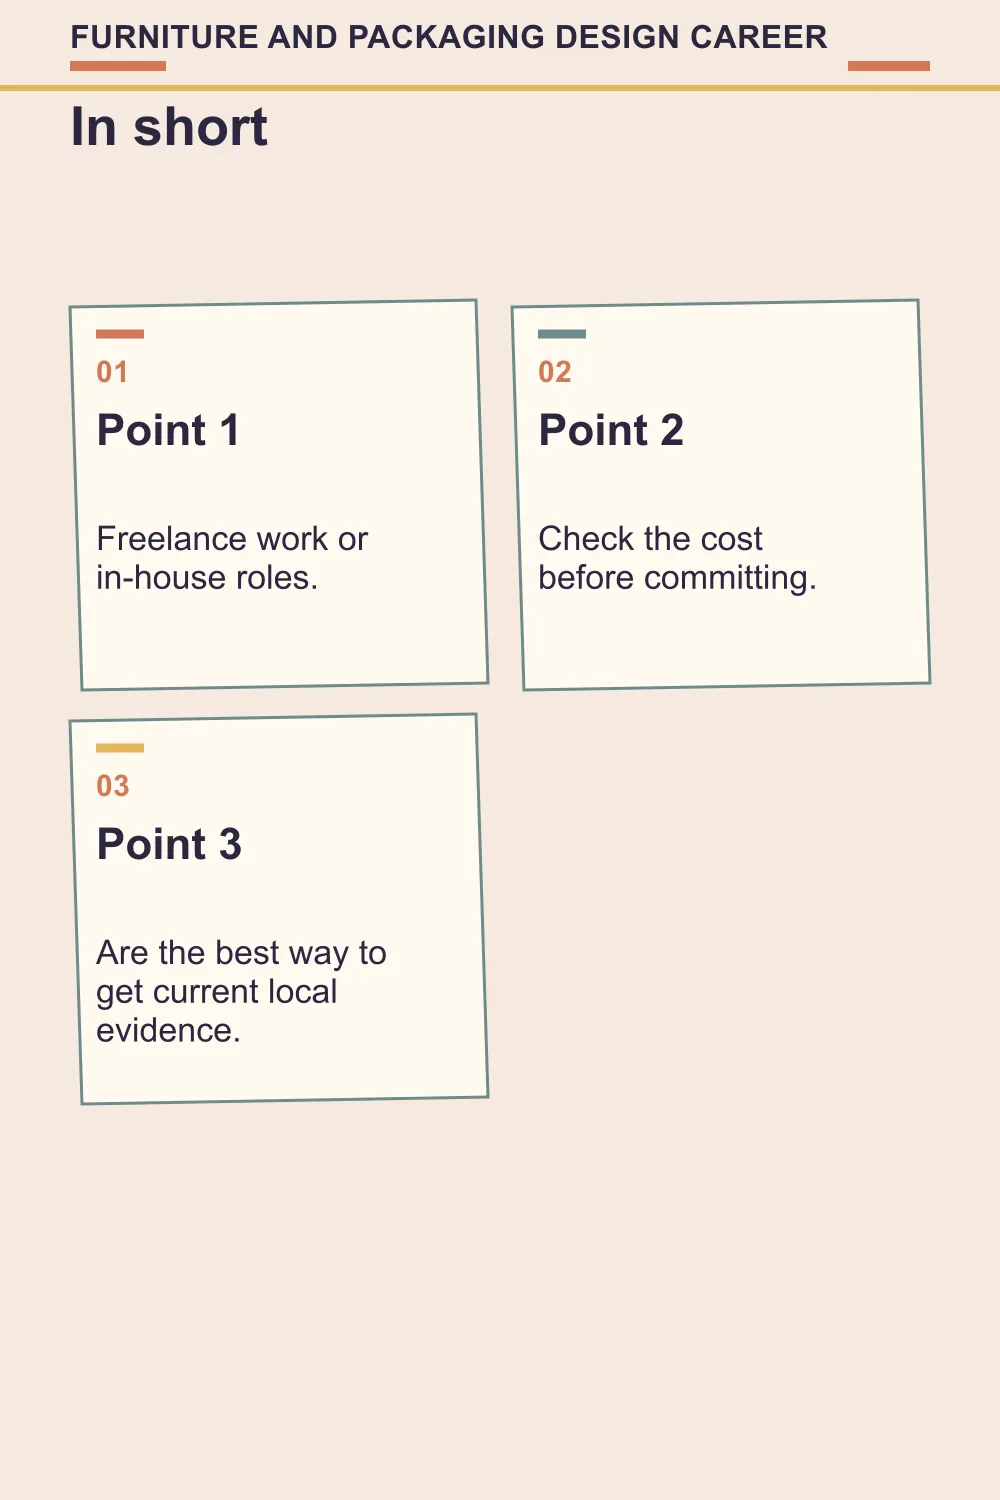 FURNITURE AND PACKAGING DESIGN CAREER
In short
01
Point 1
Freelance work or
in-house roles.
02
Point 2
Check the cost
before committing.
03
Point 3
Are the best way to
get current local
evidence.